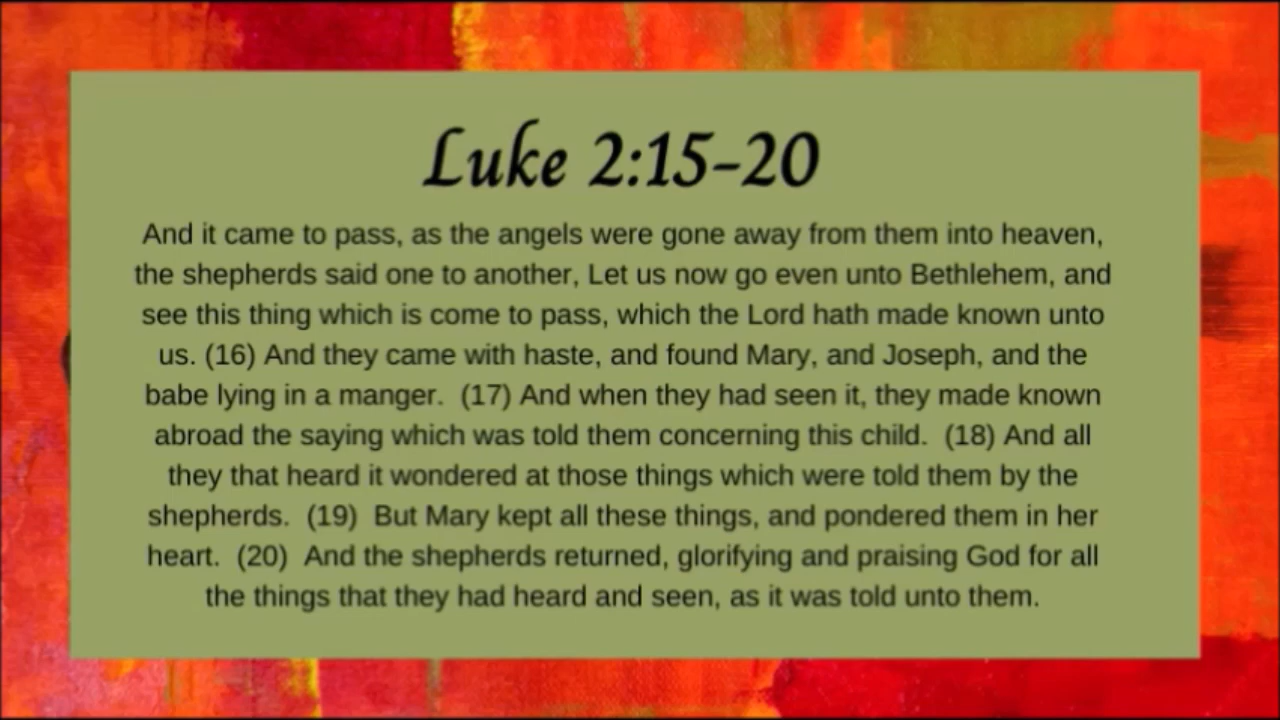 Luke 2:15-20
And it came to pass, as the angels were gone away from them into heaven,
the shepherds said one to another, Let us now go even unto Bethlehem, and
see this thing which is come to pass, which the Lord hath made known unto
us. (16) And they came with haste, and found Mary, and Joseph, and the
babe lying in a manger.  (17) And when they had seen it, they made known
abroad the saying which was told them concerning this child.  (18) And all
they that heard it wondered at those things which were told them by the
shepherds.  (19)  But Mary kept all these things, and pondered them in her
heart.  (20)  And the shepherds returned, glorifying and praising God for all
the things that they had heard and seen, as it was told unto them.